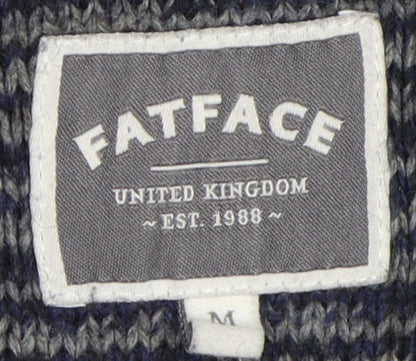 FATFACE
UNITED KINGDOM
~ EST. 1988 ~
M